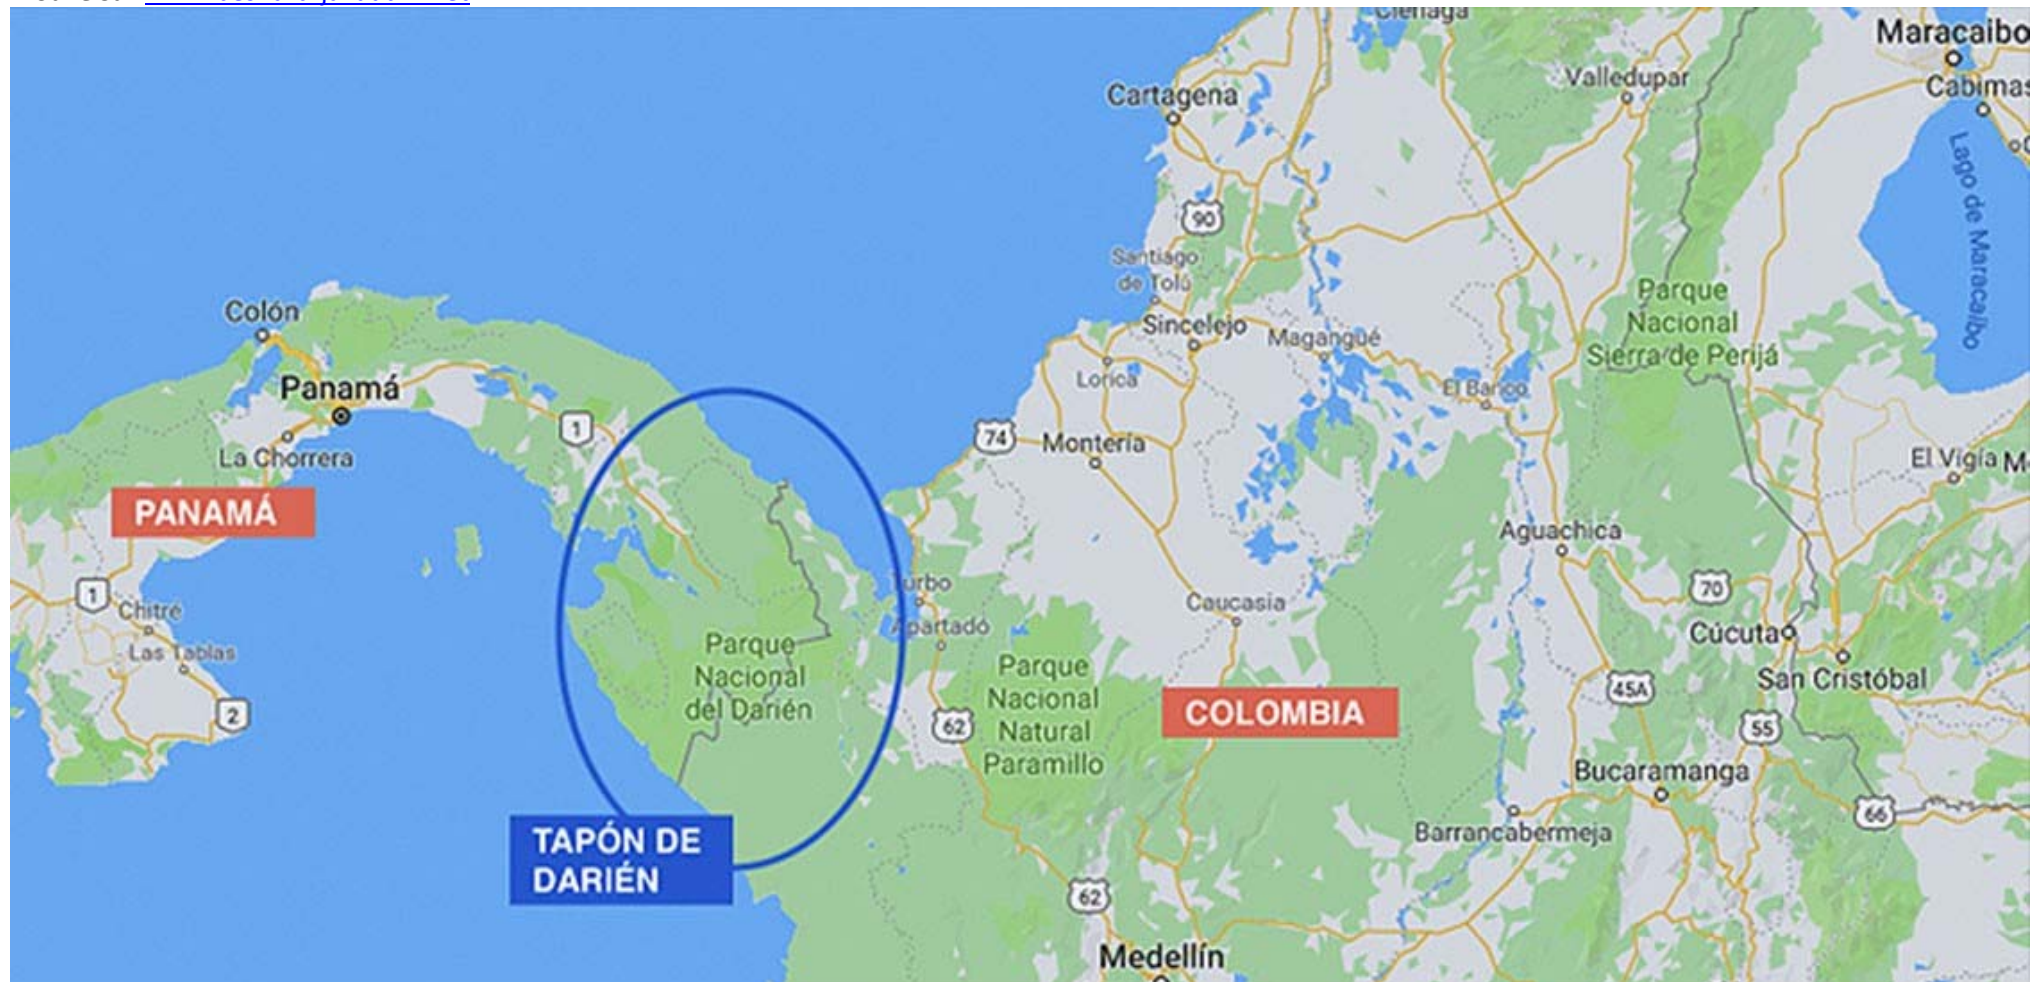 Ciénaga
Maracaibo
Valledupar
Cabimas
Cartagena
Lago de Maracaibo
90
Santiago
de Tolú
Parque
Nacional
Sierra de Perijá
Colón
Sincelejo
Magangué
Lorica
El Banco
Panamá
1
74
Montería
La Chorrera
El Vigía
PANAMÁ
Aguachica
1
Chitré
Turbo
70
Caucasia
Apartadó
Cúcuta
Las Tablas
Parque
Nacional
del Darién
Parque
Nacional
Natural
Paramillo
San Cristóbal
45A
2
62
COLOMBIA
55
Bucaramanga
66
TAPÓN DE
DARIÉN
Barrancabermeja
62
Medellín